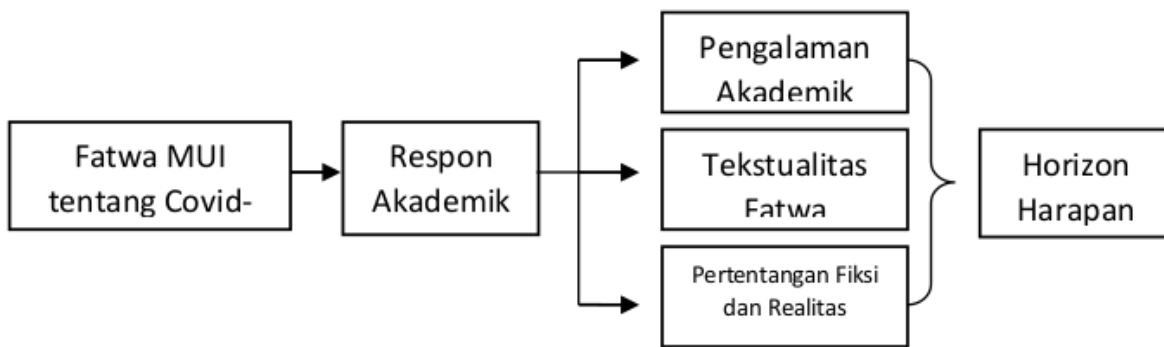 Fatwa MUI
tentang Covid-
Respon
Akademik
Pengalaman
Akademik
Tekstualitas
Fatwa
Pertentangan Fiksi
dan Realitas
Horizon
Harapan